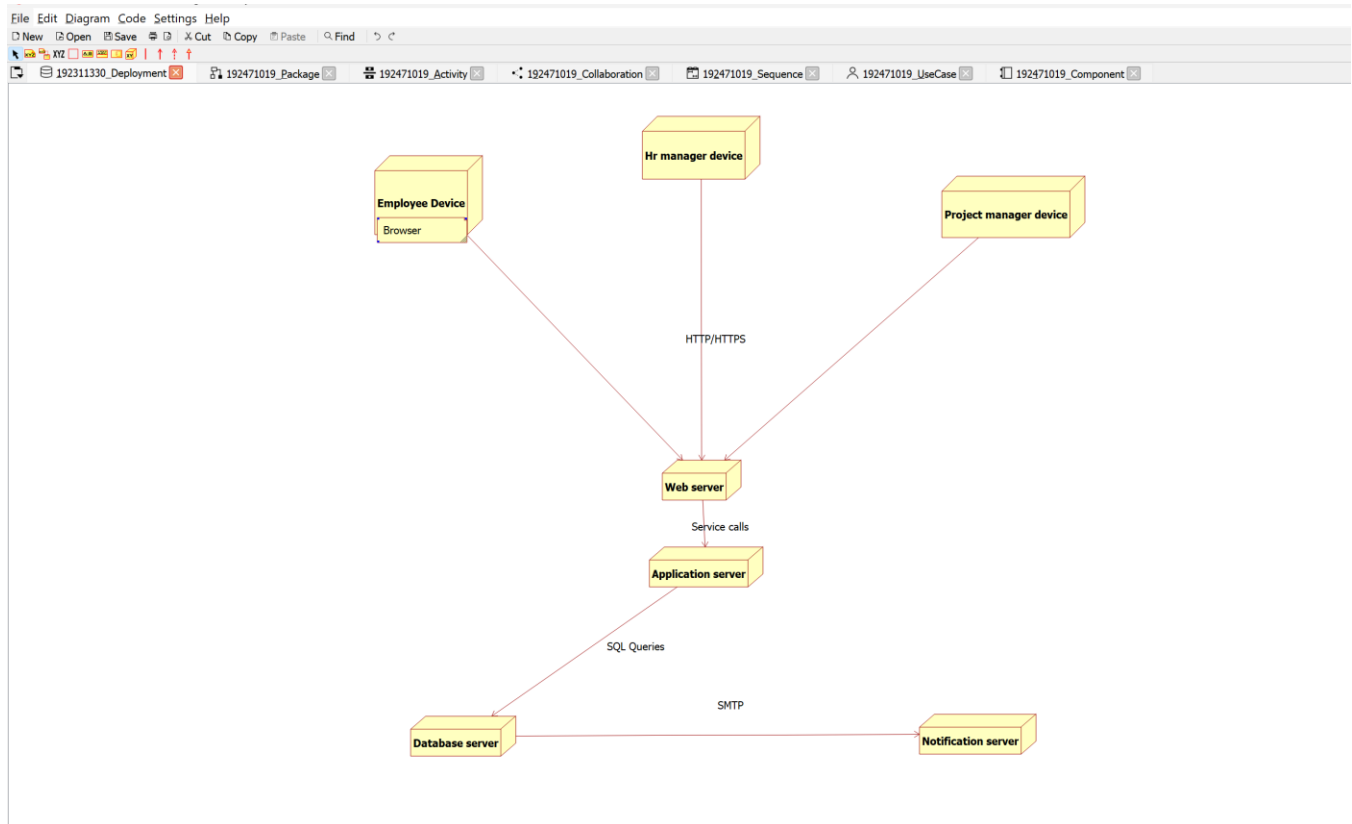 File Edit Diagram Code Settings Help
New Open Save Cut Copy Paste Find
XYZ
192311330_Deployment 192471019_Package 192471019_Activity 192471019_Collaboration 192471019_Sequence 192471019_UseCase 192471019_Component
Hr manager device
Employee Device
Browser
Project manager device
HTTP/HTTPS
Web server
Service calls
Application server
SQL Queries
SMTP
Database server
Notification server